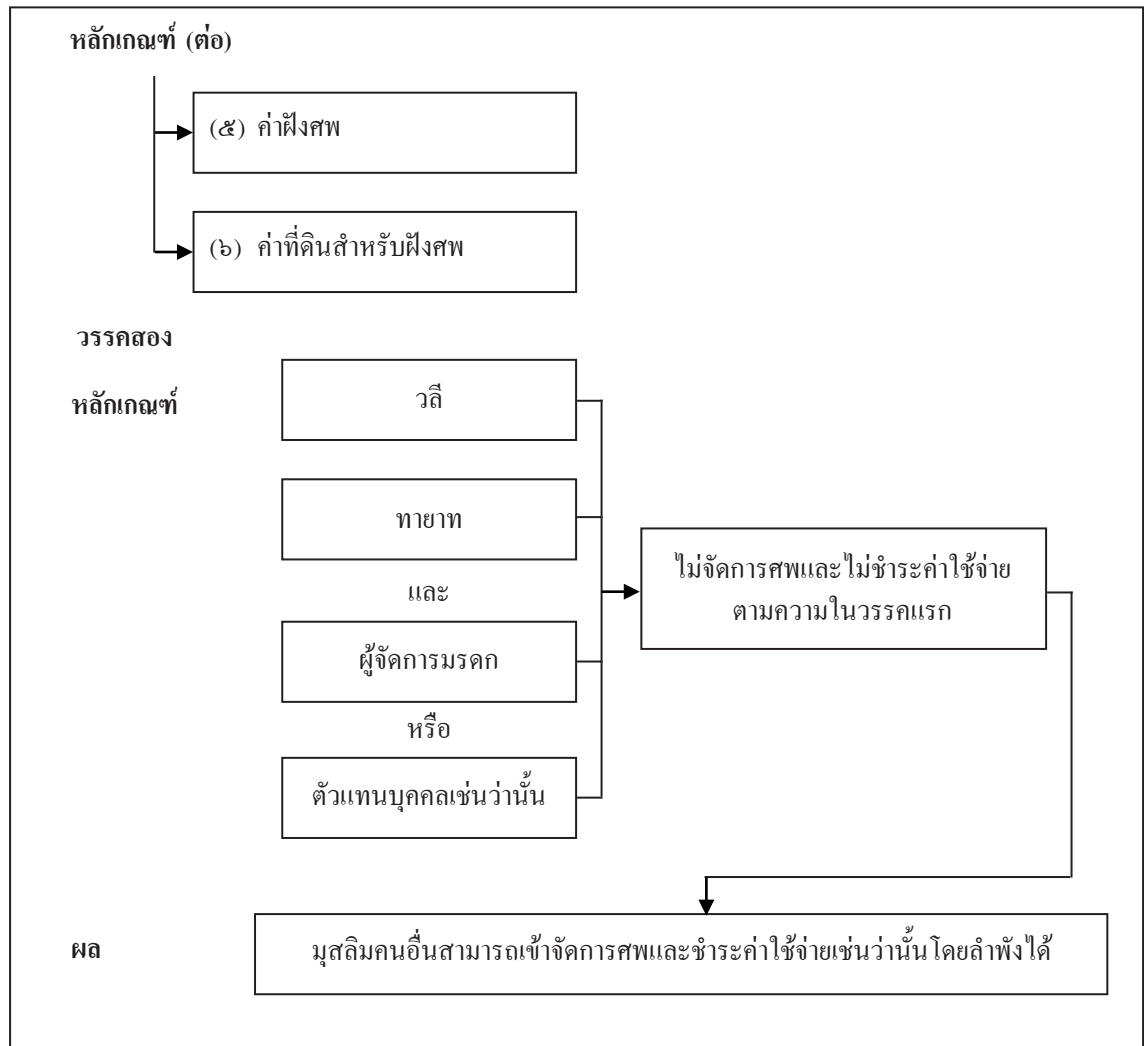 หลักเกณฑ์ (ต่อ)
(๕) ค่าฝังศพ
(๖) ค่าที่ดินสำหรับฝังศพ
วรรคสอง
หลักเกณฑ์
วลี
ทายาท
และ
ผู้จัดการมรดก
หรือ
ตัวแทนบุคคลเช่นว่านั้น
ไม่จัดการศพและไม่ชำระค่าใช้จ่าย
ตามความในวรรคแรก
ผล
มุสลิมคนอื่นสามารถเข้าจัดการศพและชำระค่าใช้จ่ายเช่นว่านั้นโดยลำพังได้